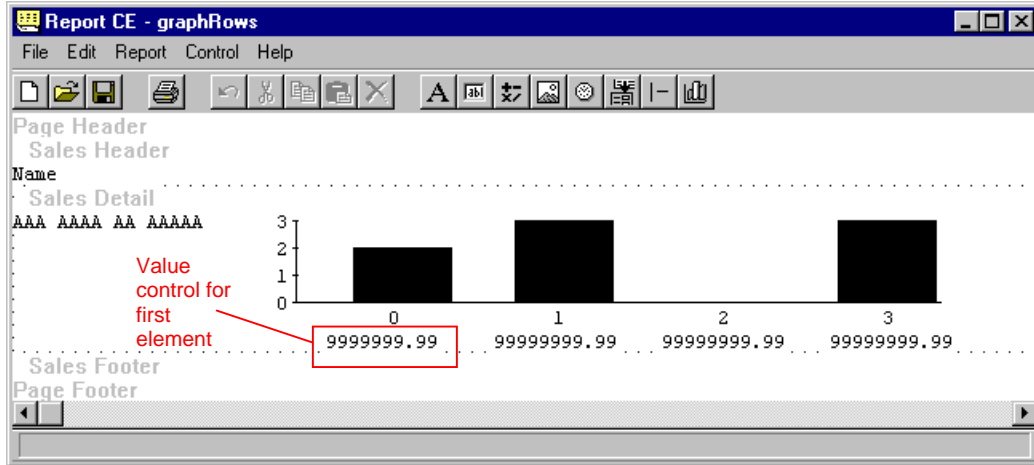 Report CE - graphRows
File Edit Report Control Help
Page Header
Sales Header
Name
Sales Detail
AAA AAAA AA AAAAA
3
2
1
0
Value
control for
first
element
0 1 2 3
9999999.99 99999999.99 99999999.99 99999999.99
Sales Footer
Page Footer